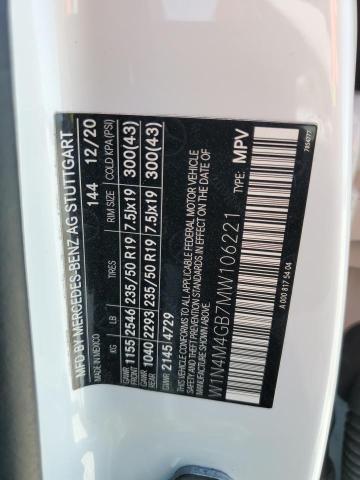 MFD BY MERCEDES-BENZ AG STUTTGART
MADE IN MEXICO 144 12/20
KG LB TIRES RIM SIZE COLD KPA (PSI)
GAWR FRONT 1155 2546 235/50 R19 7.5Jx19 300(43)
GAWR REAR 1040 2293 235/50 R19 7.5Jx19 300(43)
GVWR 2145 4729
THIS VEHICLE CONFORMS TO ALL APPLICABLE FEDERAL MOTOR VEHICLE
SAFETY STANDARDS IN EFFECT ON THE DATE OF MANUFACTURE
SHOWN ABOVE
W1N4M4GB7MW106221 TYPE: MPV
A 000 817 54 04